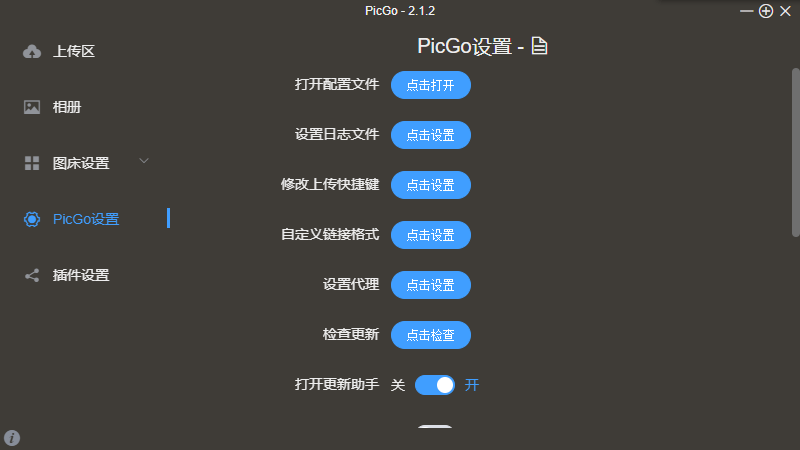 PicGo - 2.1.2
上传区
相册
图床设置
PicGo设置
插件设置
PicGo设置 -
打开配置文件 点击打开
设置日志文件 点击设置
修改上传快捷键 点击设置
自定义链接格式 点击设置
设置代理 点击设置
检查更新 点击检查
打开更新助手 关 开